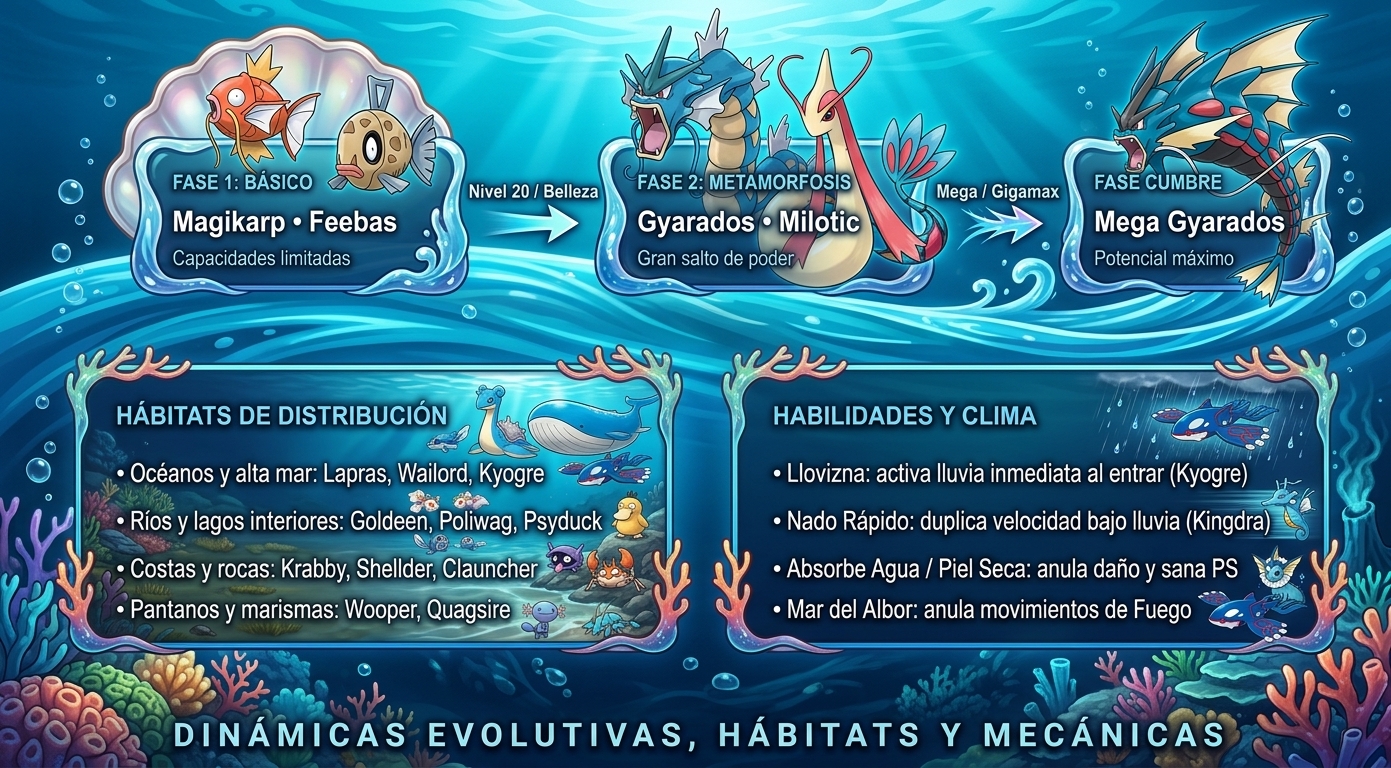 FASE 1: BÁSICO
Magikarp • Feebas
Capacidades limitadas
Nivel 20 / Belleza
FASE 2: METAMORFOSIS
Gyarados • Milotic
Gran salto de poder
Mega / Gigamax
FASE CUMBRE
Mega Gyarados
Potencial máximo
HÁBITATS DE DISTRIBUCIÓN
• Océanos y alta mar: Lapras, Wailord, Kyogre
• Ríos y lagos interiores: Goldeen, Poliwag, Psyduck
• Costas y rocas: Krabby, Shellder, Clauncher
• Pantanos y marismas: Wooper, Quagsire
HABILIDADES Y CLIMA
• Llovizna: activa lluvia inmediata al entrar (Kyogre)
• Nado Rápido: duplica velocidad bajo lluvia (Kingdra)
• Absorbe Agua / Piel Seca: anula daño y sana PS
• Mar del Albor: anula movimientos de Fuego
DINÁMICAS EVOLUTIVAS, HÁBITATS Y MECÁNICAS